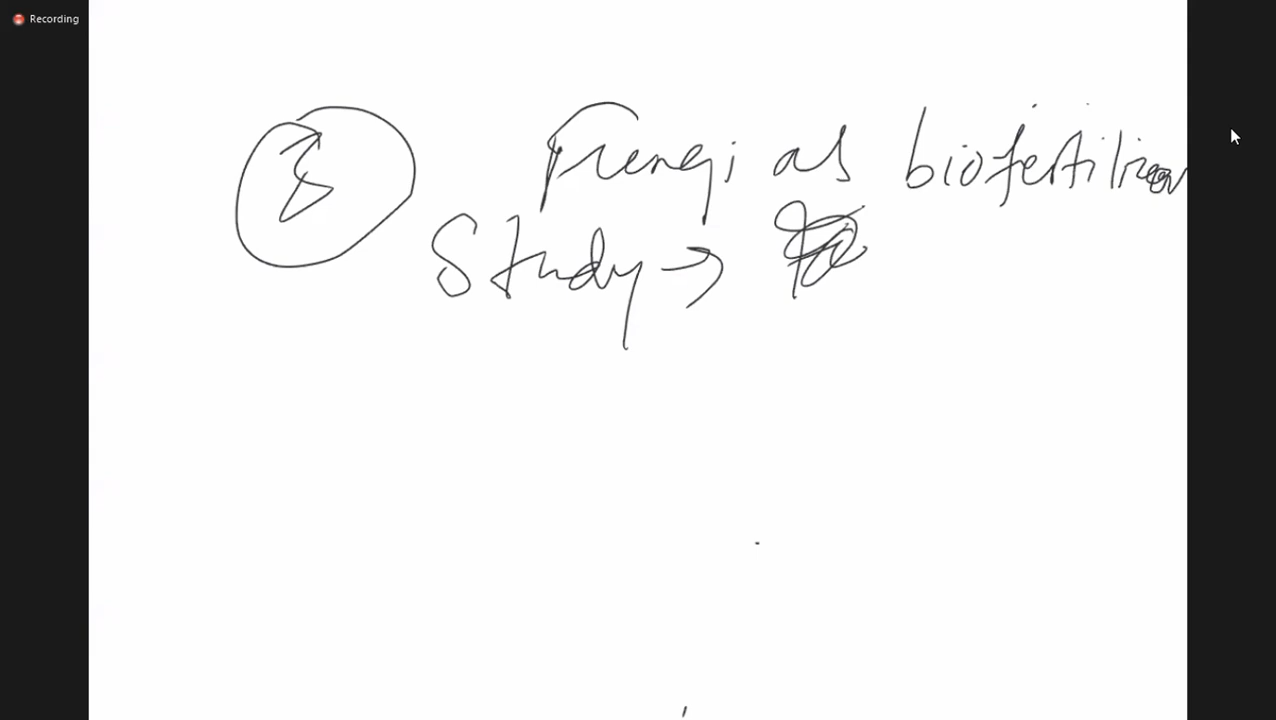 Recording
Fungi as biofertilizer
Study →